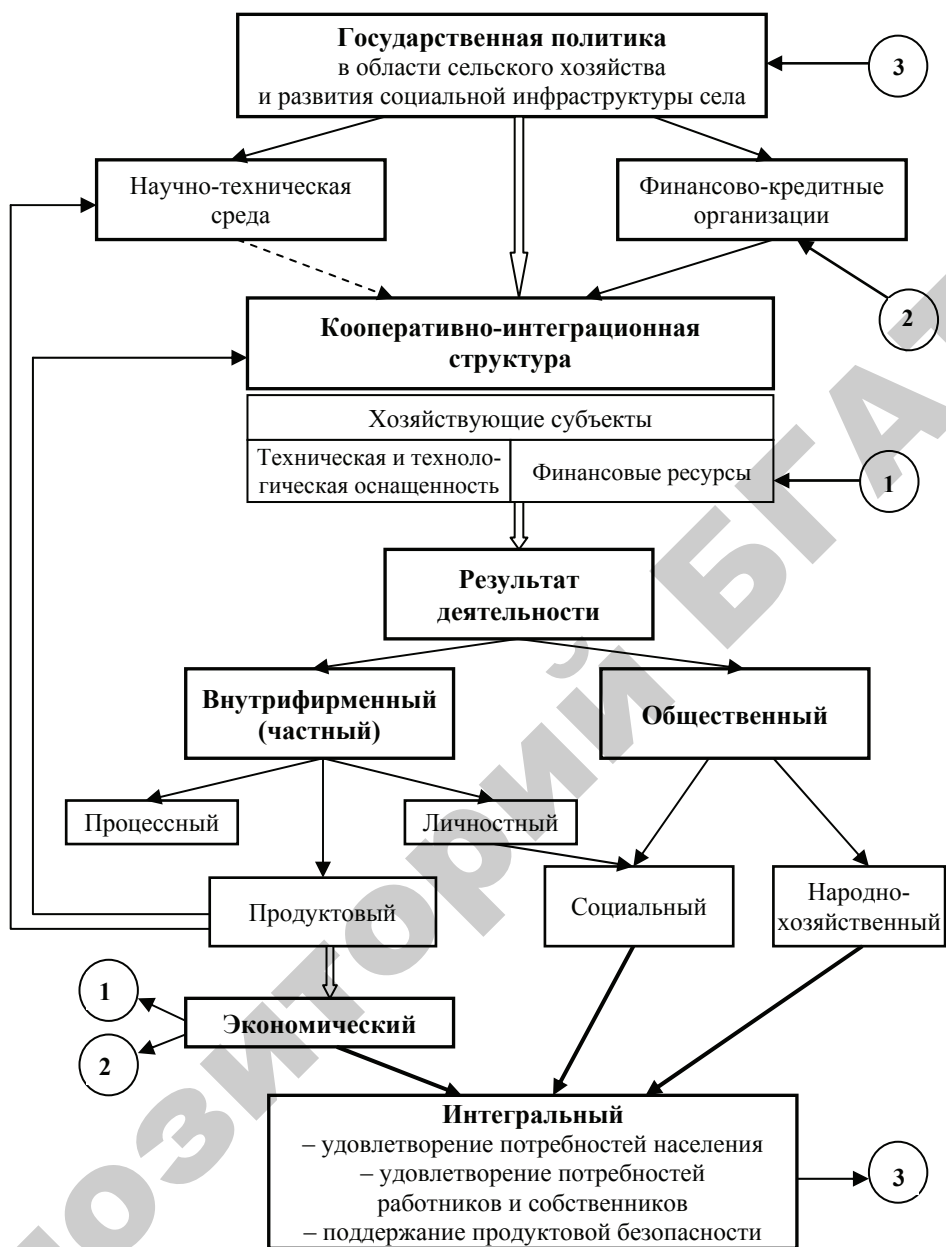 Государственная политика
в области сельского хозяйства
и развития социальной инфраструктуры села
3
Научно-техническая
среда
Финансово-кредитные
организации
2
Кооперативно-интеграционная
структура
Хозяйствующие субъекты
Техническая и техноло-
гическая оснащенность
Финансовые ресурсы
1
Результат
деятельности
Внутрифирменный
(частный)
Общественный
Процессный
Личностный
Продуктовый
Социальный
Народно-
хозяйственный
1
Экономический
2
Интегральный
– удовлетворение потребностей населения
– удовлетворение потребностей
работников и собственников
– поддержание продуктовой безопасности
3